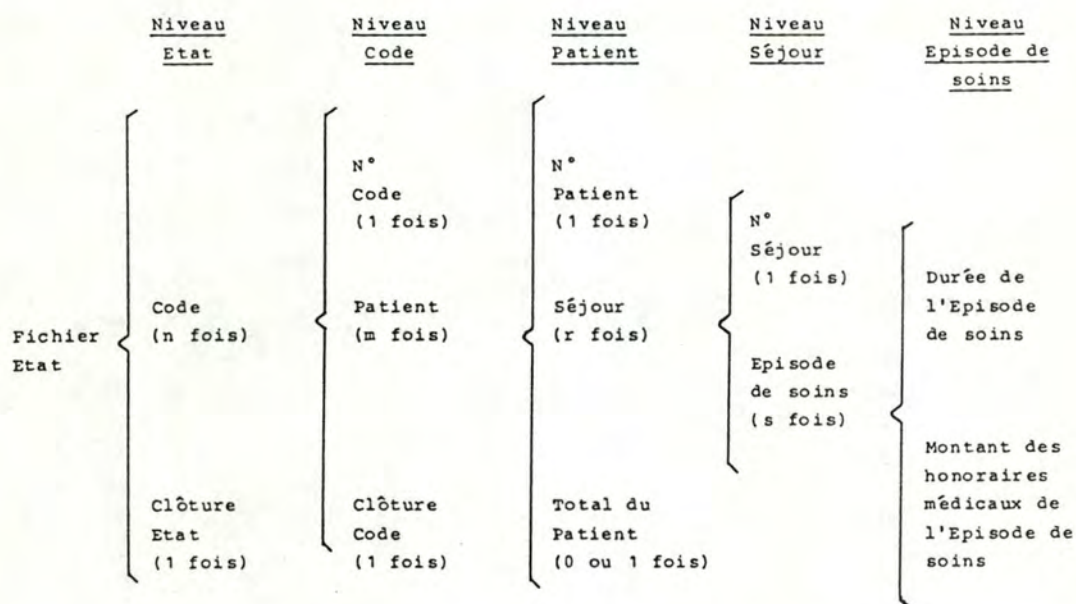 Niveau
Etat
Niveau
Code
Niveau
Patient
Niveau
Séjour
Niveau
Episode de
soins
Fichier
Etat
Code
(n fois)
Clôture
Etat
(1 fois)
N°
Code
(1 fois)
Patient
(m fois)
Clôture
Code
(1 fois)
N°
Patient
(1 fois)
Séjour
(r fois)
Total du
Patient
(0 ou 1 fois)
N°
Séjour
(1 fois)
Episode
de soins
(s fois)
Durée de
l'Episode
de soins
Montant des
honoraires
médicaux de
l'Episode de
soins